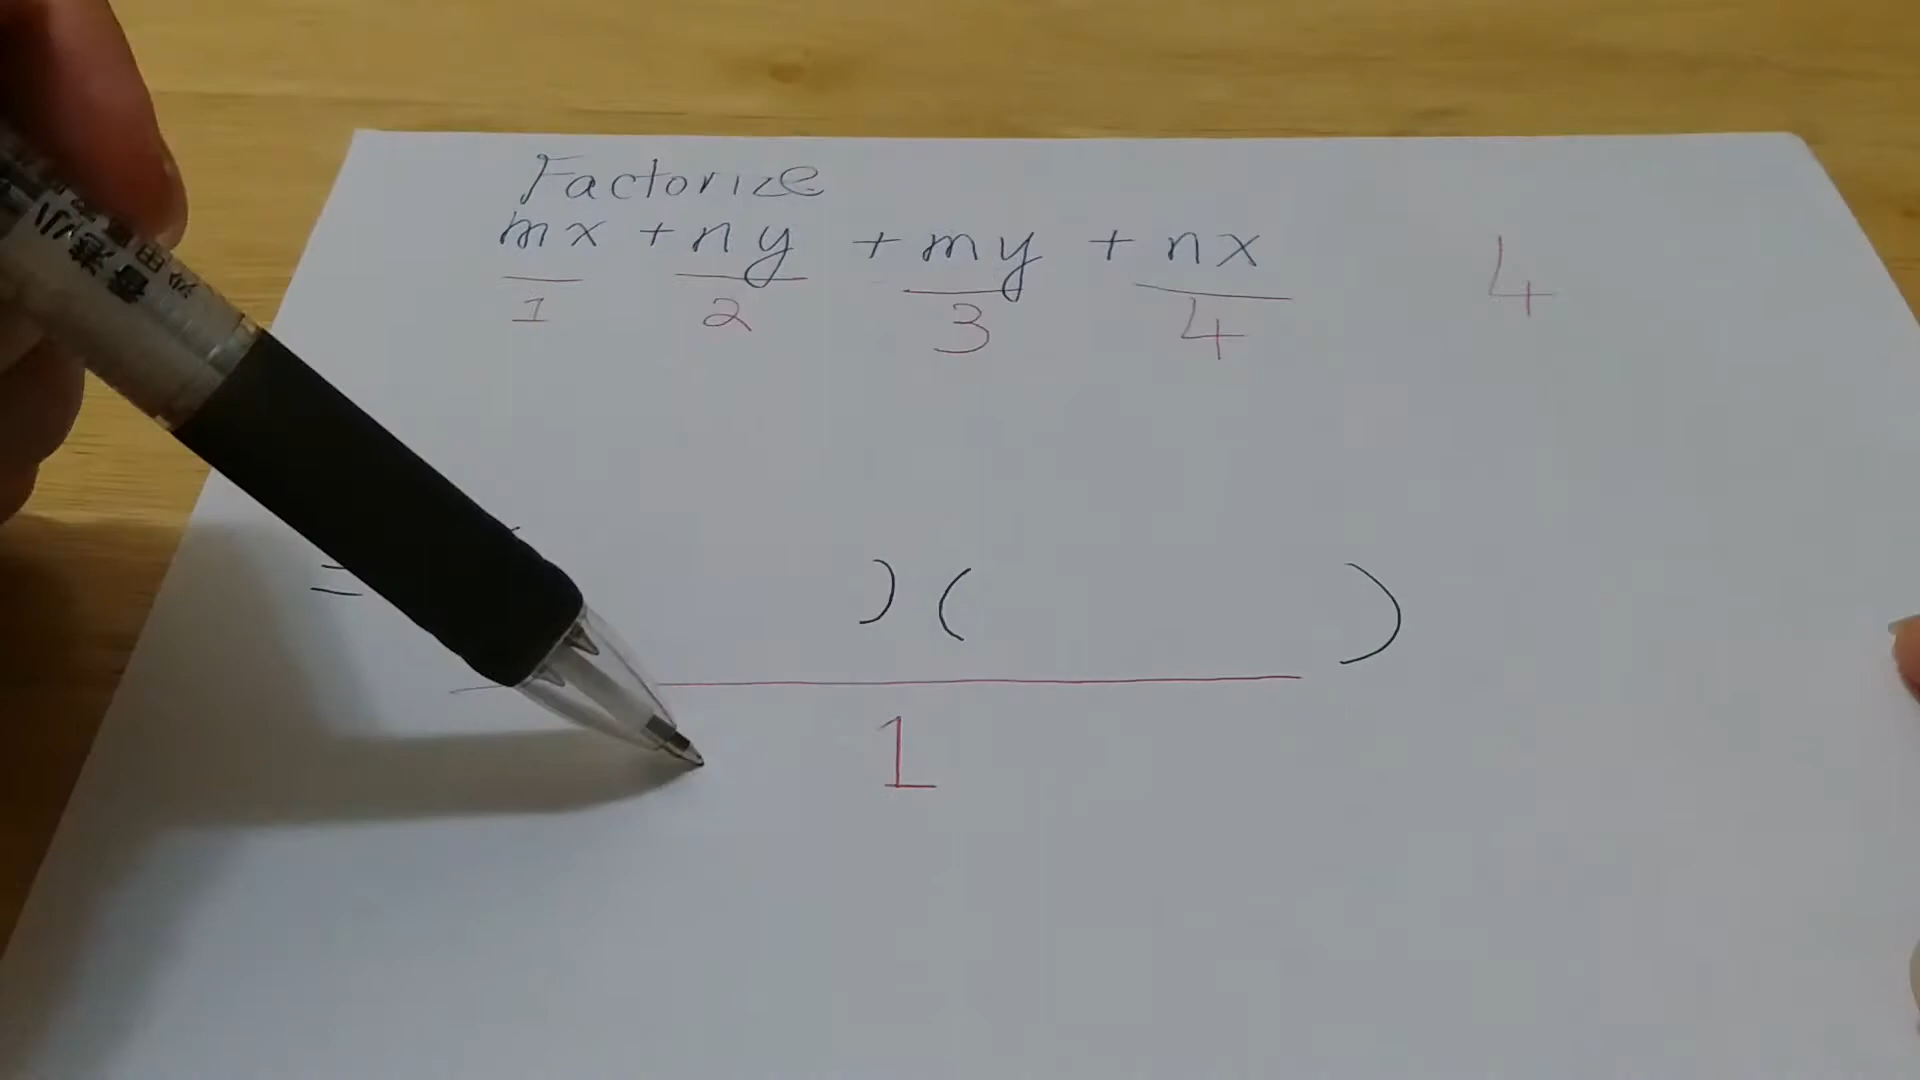 Factorize
mx + ny + my + nx 4
1 2 3 4
= ( ) ( )
1